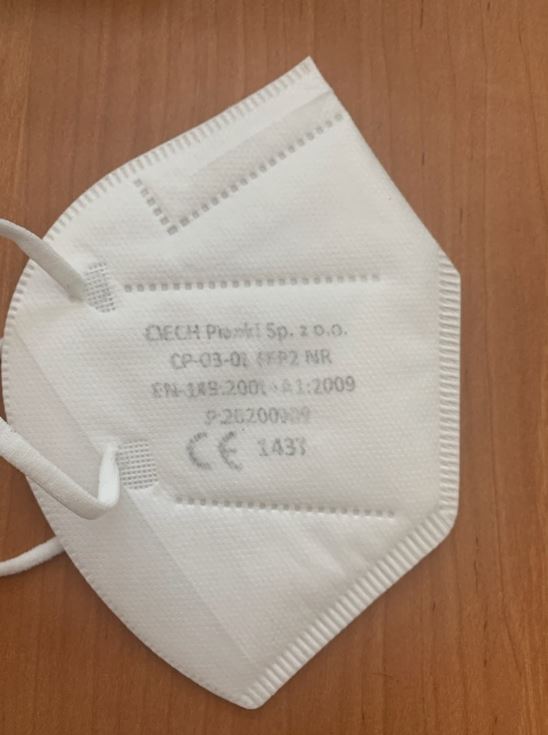 CIECH Pianki Sp. z o.o.
CP-03-01 FFP2 NR
EN-149:2001+A1:2009
CE 1437